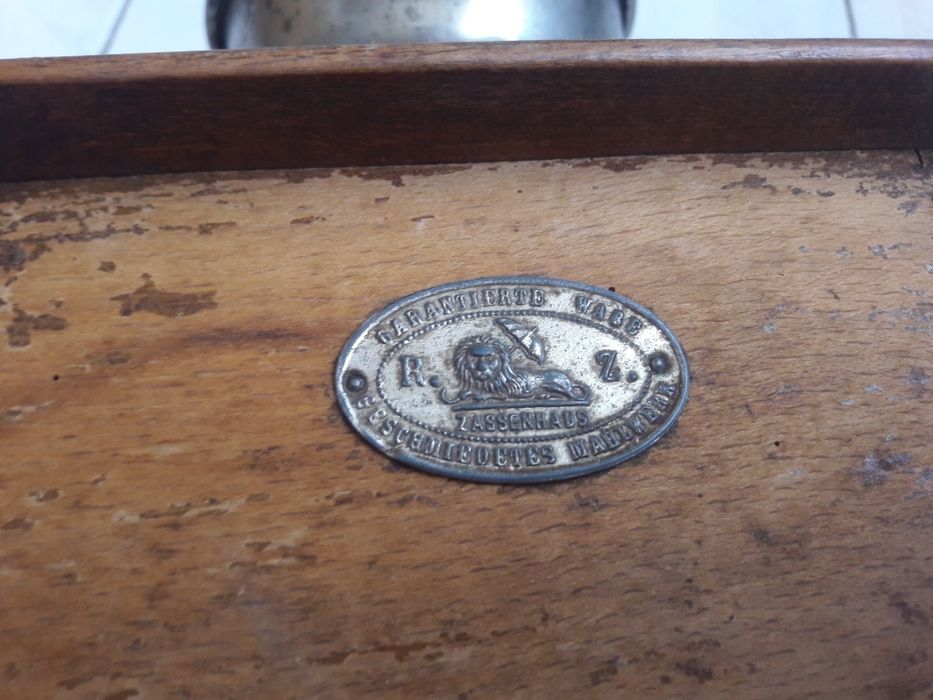 GARANTIERTE WAGE
R. Z.
ZASSENHAUS
GESCHMIEDETES MAHLWERK